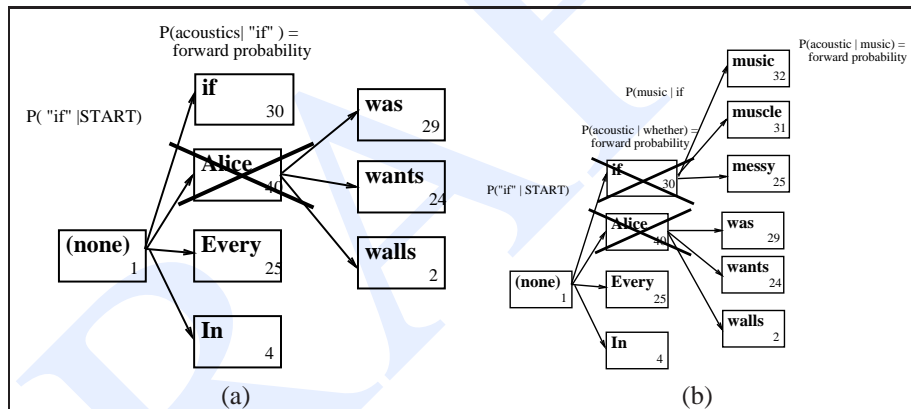 P(acoustics| "if" ) =
forward probability
P( "if" |START)
if
30
was
29
Alice
40
wants
24
(none)
1
Every
25
walls
2
In
4
(a)
P(acoustic | music) =
forward probability
music
32
P(music | if
muscle
31
P(acoustic | whether) =
forward probability
if
30
messy
25
P("if" | START)
Alice
40
was
29
(none)
1
Every
25
wants
24
In
4
walls
2
(b)